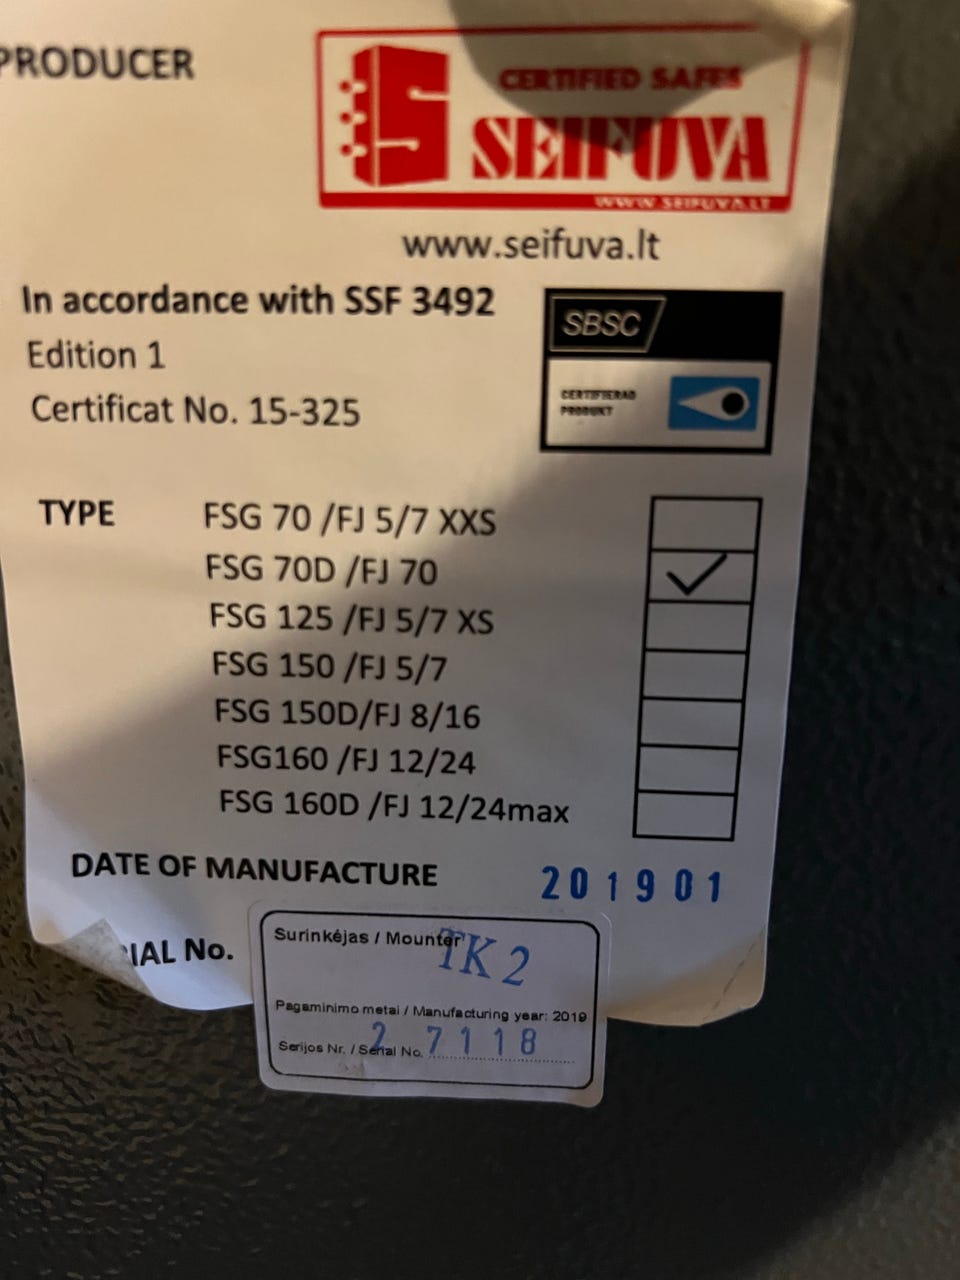 PRODUCER
CERTIFIED SAFES
SEIFUVA
WWW.SEIFUVA.LT
www.seifuva.lt
In accordance with SSF 3492
Edition 1
Certificat No. 15-325
SBSC
CERTIFIERAD
PRODUKT
TYPE
FSG 70 /FJ 5/7 XXS
FSG 70D /FJ 70
FSG 125 /FJ 5/7 XS
FSG 150 /FJ 5/7
FSG 150D/FJ 8/16
FSG160 /FJ 12/24
FSG 160D /FJ 12/24max
DATE OF MANUFACTURE 201901
IAL No.
Surinkėjas / Mounter TK 2
Pagaminimo metai / Manufacturing year: 2019
Serijos Nr. / Serial No. 2 7118